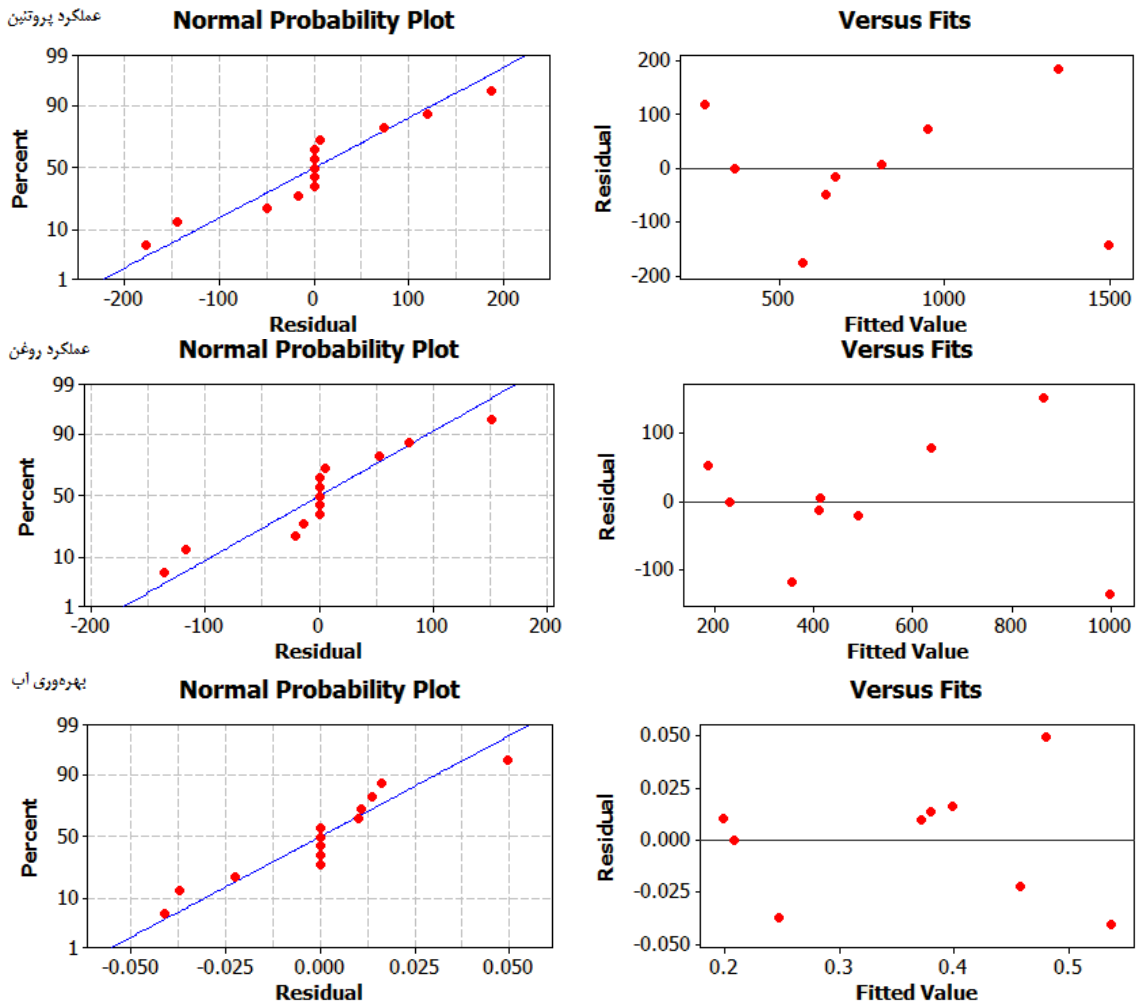 عملکرد پروتئین
Normal Probability Plot
Versus Fits
99
90
50
10
1
Percent
-200 -100 0 100 200
Residual
200
100
0
-100
-200
Residual
500 1000 1500
Fitted Value
عملکرد روغن
Normal Probability Plot
Versus Fits
99
90
50
10
1
Percent
-200 -100 0 100 200
Residual
100
0
-100
Residual
200 400 600 800 1000
Fitted Value
بهره‌وری آب
Normal Probability Plot
Versus Fits
99
90
50
10
1
Percent
-0.050 -0.025 0.000 0.025 0.050
Residual
0.050
0.025
0.000
-0.025
-0.050
Residual
0.2 0.3 0.4 0.5
Fitted Value